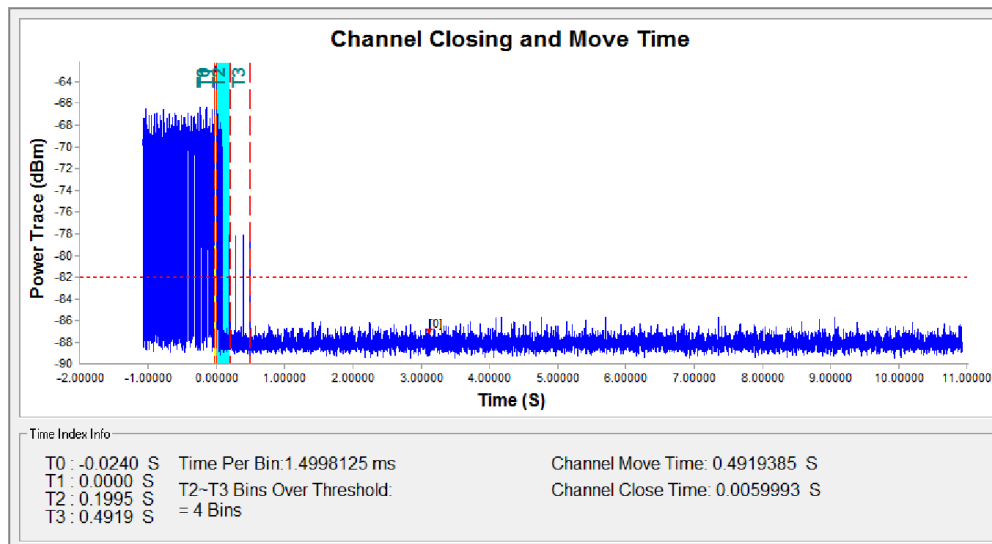 Channel Closing and Move Time
T0 T1 T2 T3
-64
-66
-68
-70
-72
-74
-76
-78
-80
-82
-84
-86
-88
-90
Power Trace (dBm)
[0]
-2.00000 -1.00000 0.00000 1.00000 2.00000 3.00000 4.00000 5.00000 6.00000 7.00000 8.00000 9.00000 10.00000 11.00000
Time (S)
Time Index Info
T0 : -0.0240 S Time Per Bin:1.4998125 ms Channel Move Time: 0.4919385 S
T1 : 0.0000 S
T2 : 0.1995 S T2~T3 Bins Over Threshold: Channel Close Time: 0.0059993 S
T3 : 0.4919 S = 4 Bins